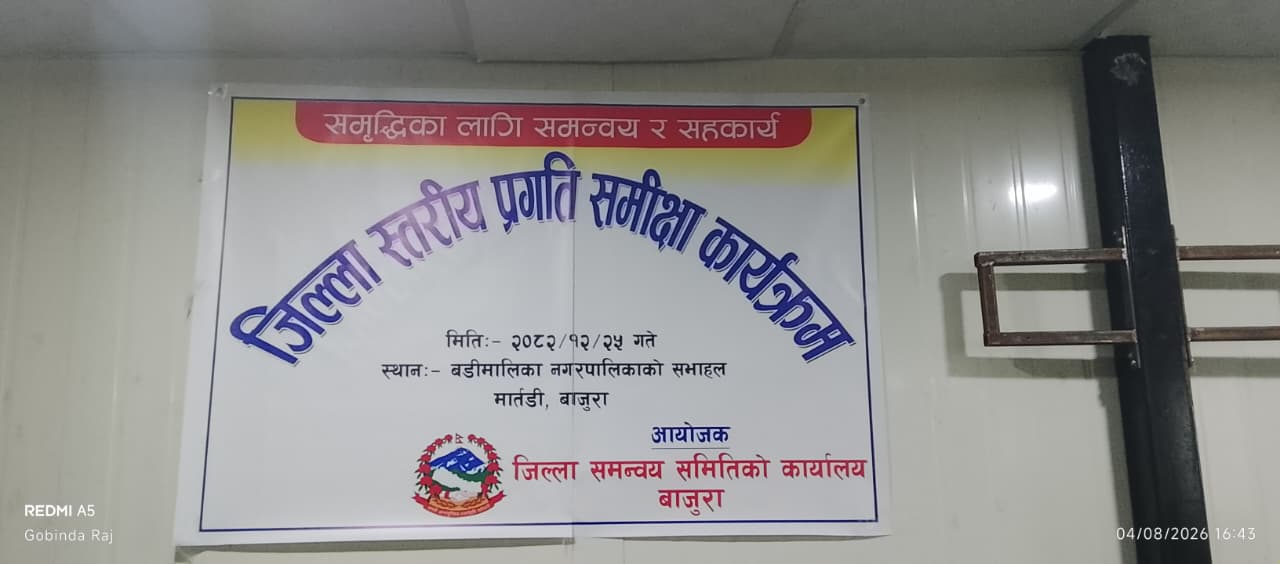 समृद्धिका लागि समन्वय र सहकार्य
जिल्ला स्तरीय प्रगति समीक्षा कार्यक्रम
मितिः- २०८२/१२/२५ गते
स्थानः- बडीमालिका नगरपालिकाको सभाहल
मार्तडी, बाजुरा
आयोजक
जिल्ला समन्वय समितिको कार्यालय
बाजुरा
REDMI A5
Gobinda Raj
04/08/2026 16:43